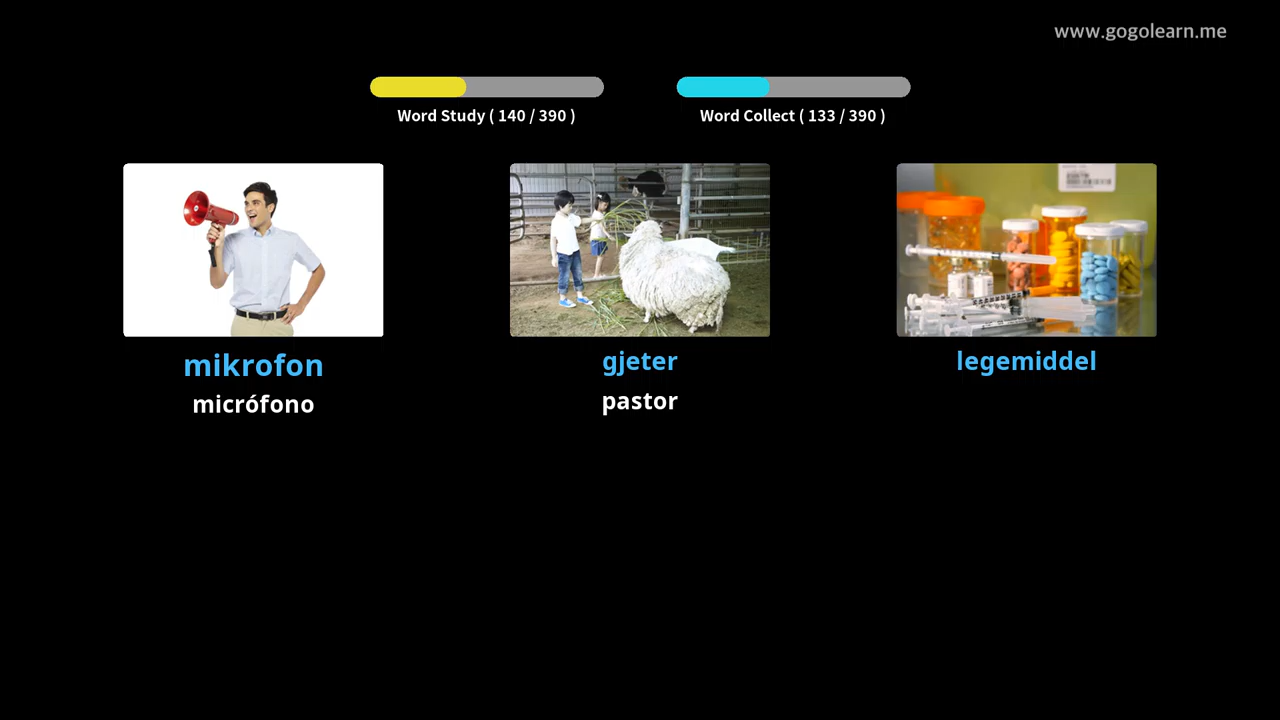 www.gogolearn.me
Word Study ( 140 / 390 )
Word Collect ( 133 / 390 )
mikrofon
micrófono
gjeter
pastor
legemiddel